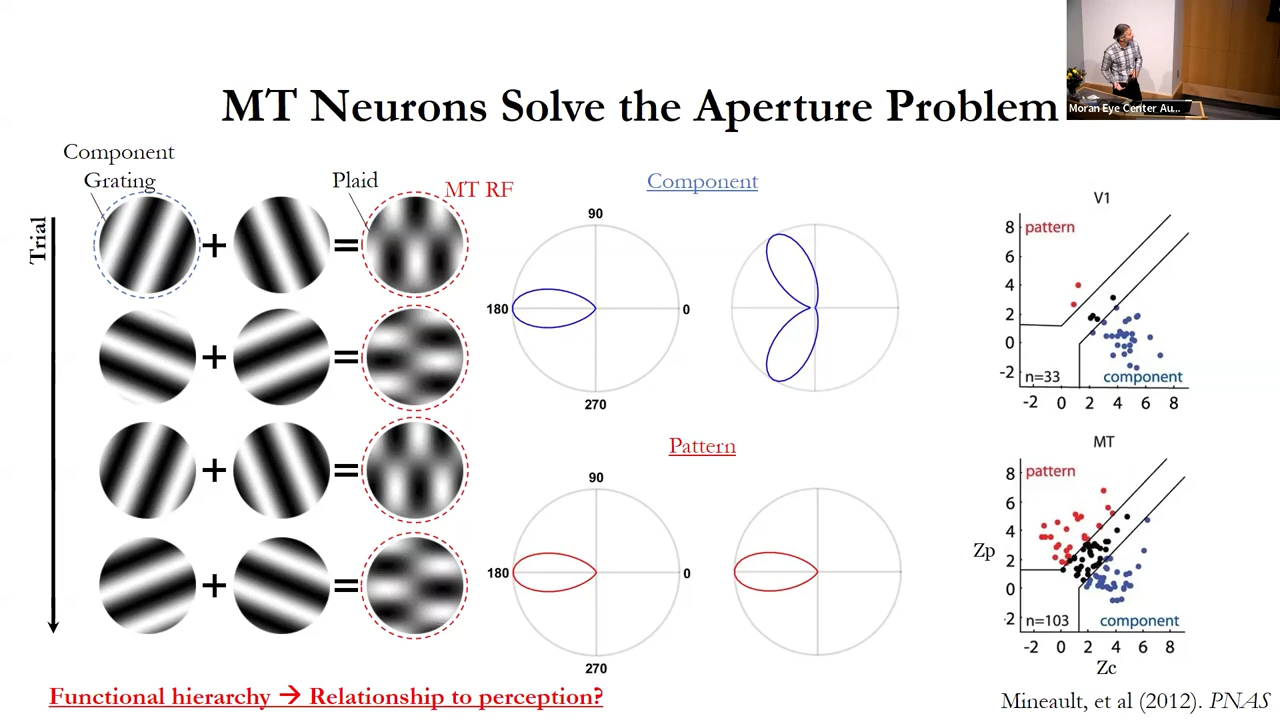 Moran Eye Center Au...
MT Neurons Solve the Aperture Problem
Component
Grating
Plaid
MT RF
Trial
+
=
+
=
+
=
+
=
Component
90
180
0
270
Pattern
90
180
0
270
V1
8
6
4
2
0
-2
pattern
n=33
component
-2 0 2 4 6 8
MT
Zp
8
6
4
2
0
-2
pattern
n=103
component
-2 0 2 4 6 8
Zc
Functional hierarchy → Relationship to perception?
Mineault, et al (2012). PNAS